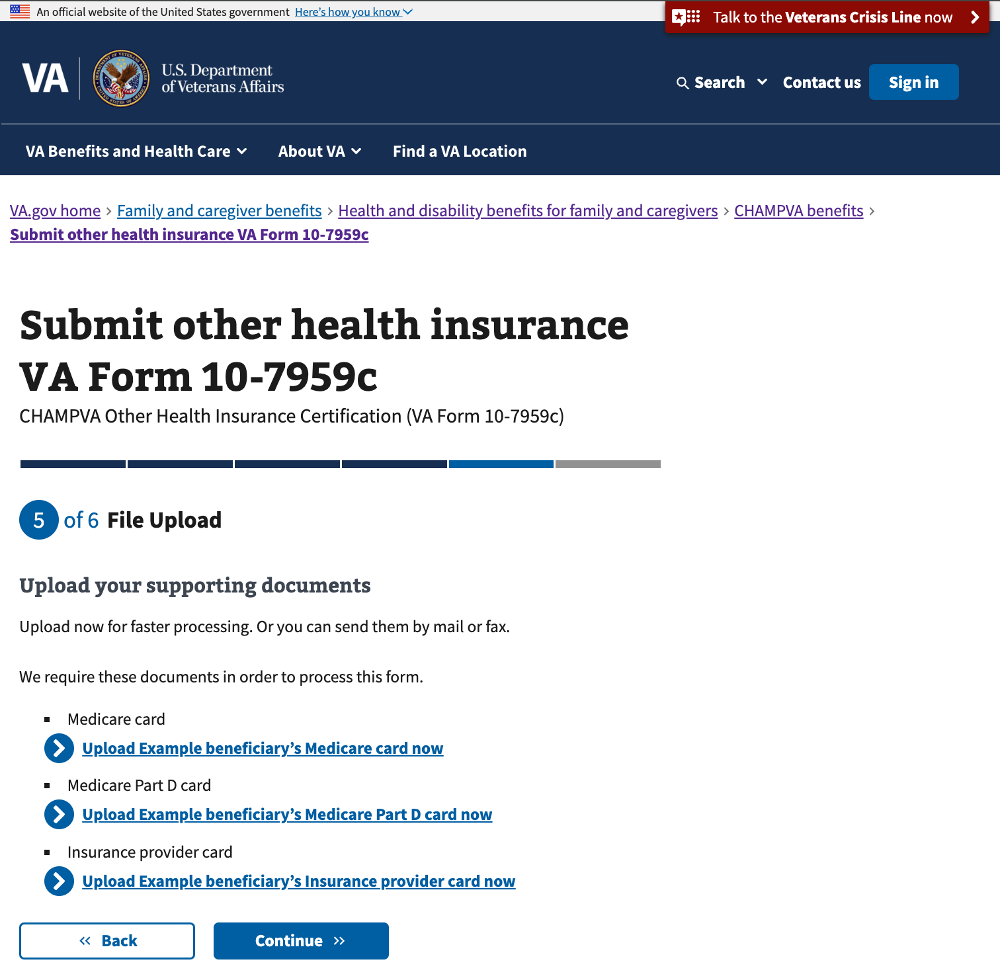 An official website of the United States government Here’s how you know
Talk to the Veterans Crisis Line now
VA
U.S. Department
of Veterans Affairs
Search Contact us Sign in
VA Benefits and Health Care About VA Find a VA Location
VA.gov home › Family and caregiver benefits › Health and disability benefits for family and caregivers › CHAMPVA benefits ›
Submit other health insurance VA Form 10-7959c
Submit other health insurance
VA Form 10-7959c
CHAMPVA Other Health Insurance Certification (VA Form 10-7959c)
5 of 6 File Upload
Upload your supporting documents
Upload now for faster processing. Or you can send them by mail or fax.
We require these documents in order to process this form.
Medicare card
Upload Example beneficiary’s Medicare card now
Medicare Part D card
Upload Example beneficiary’s Medicare Part D card now
Insurance provider card
Upload Example beneficiary’s Insurance provider card now
« Back Continue »